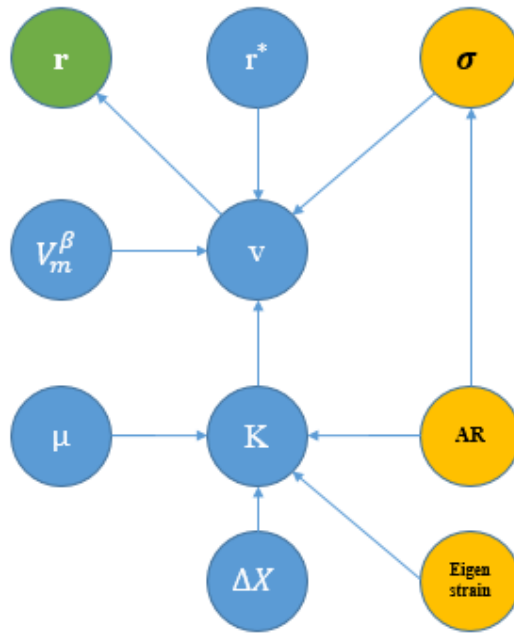 r
r*
σ
V_m^β
v
μ
K
AR
ΔX
Eigen
strain